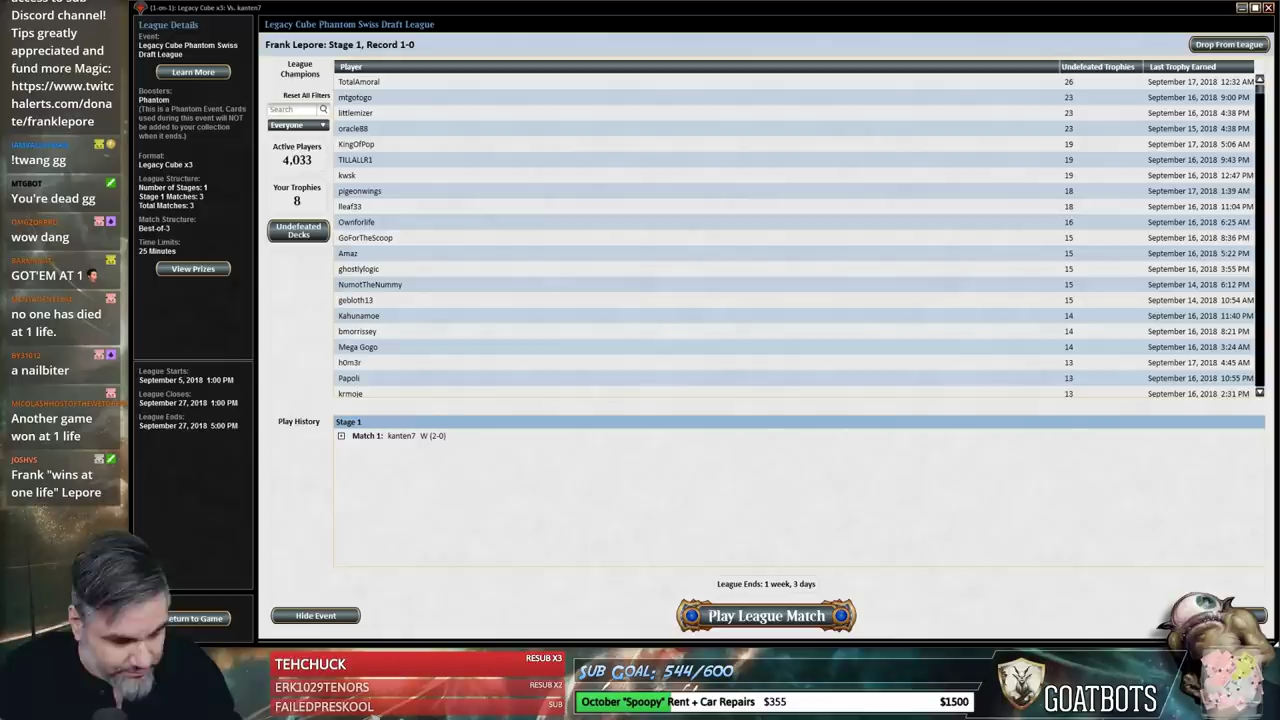 access to sub
Discord channel!
Tips greatly
appreciated and
fund more Magic:
https://www.twitc
halerts.com/dona
te/franklepore
!twang gg
MTGBOT
You're dead gg
wow dang
GOT'EM AT 1
no one has died
at 1 life.
BY31612
a nailbiter
Another game
won at 1 life
JOSHVS
Frank "wins at
one life" Lepore
(1-on-1): Legacy Cube x3: Vs. kanten7
League Details
Event:
Legacy Cube Phantom Swiss
Draft League
Learn More
Boosters:
Phantom
(This is a Phantom Event. Cards
used during this event will NOT
be added to your collection
when it ends.)
Format:
Legacy Cube x3
League Structure:
Number of Stages: 1
Stage 1 Matches: 3
Total Matches: 3
Match Structure:
Best-of-3
Time Limits:
25 Minutes
View Prizes
League Starts:
September 5, 2018 1:00 PM
League Closes:
September 27, 2018 1:00 PM
League Ends:
September 27, 2018 5:00 PM
eturn to Game
Legacy Cube Phantom Swiss Draft League
Frank Lepore: Stage 1, Record 1-0
Drop From League
League
Champions
Reset All Filters
Search
Everyone
Active Players
4,033
Your Trophies
8
Undefeated
Decks
Player Undefeated Trophies Last Trophy Earned
TotalAmoral 26 September 17, 2018 12:32 AM
mtgotogo 23 September 16, 2018 9:00 PM
littlemizer 23 September 16, 2018 4:38 PM
oracle88 23 September 15, 2018 4:38 PM
KingOfPop 19 September 17, 2018 5:06 AM
TILLALLR1 19 September 16, 2018 9:43 PM
kwsk 19 September 16, 2018 12:47 PM
pigeonwings 18 September 17, 2018 1:39 AM
lleaf33 18 September 16, 2018 11:04 PM
Ownforlife 16 September 16, 2018 6:25 AM
GoForTheScoop 15 September 16, 2018 8:36 PM
Amaz 15 September 16, 2018 5:22 PM
ghostlylogic 15 September 16, 2018 3:55 PM
NumotTheNummy 15 September 14, 2018 6:12 PM
gebloth13 15 September 14, 2018 10:54 AM
Kahunamoe 14 September 16, 2018 11:40 PM
bmorrissey 14 September 16, 2018 8:21 PM
Mega Gogo 14 September 16, 2018 3:24 AM
h0m3r 13 September 17, 2018 4:45 AM
Papoli 13 September 16, 2018 10:55 PM
krmoje 13 September 16, 2018 2:31 PM
Play History
Stage 1
Match 1: kanten7 W (2-0)
League Ends: 1 week, 3 days
Hide Event
Play League Match
TEHCHUCK RESUB X3
ERK1029TENORS RESUB X2
FAILEDPRESKOOL SUB
SUB GOAL: 544/600
October "Spoopy" Rent + Car Repairs $355 $1500
GOATBOTS